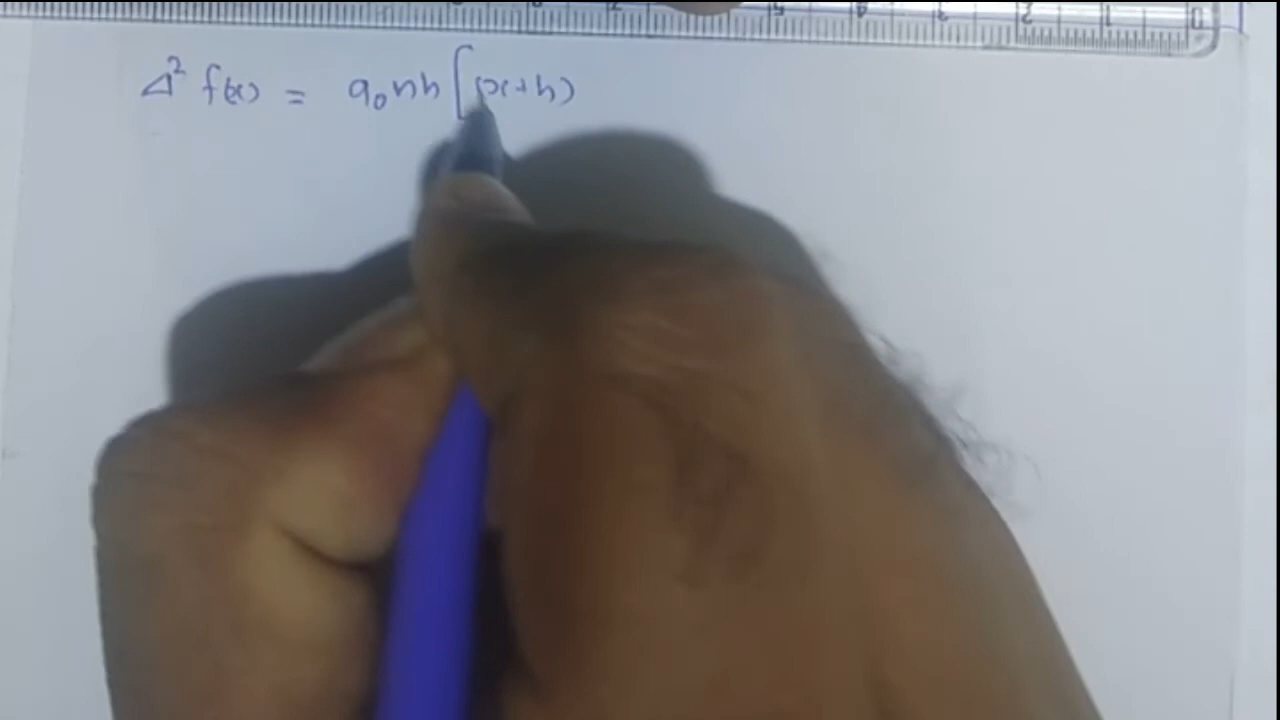 Δ² f(x) = a₀nh [(x+h)